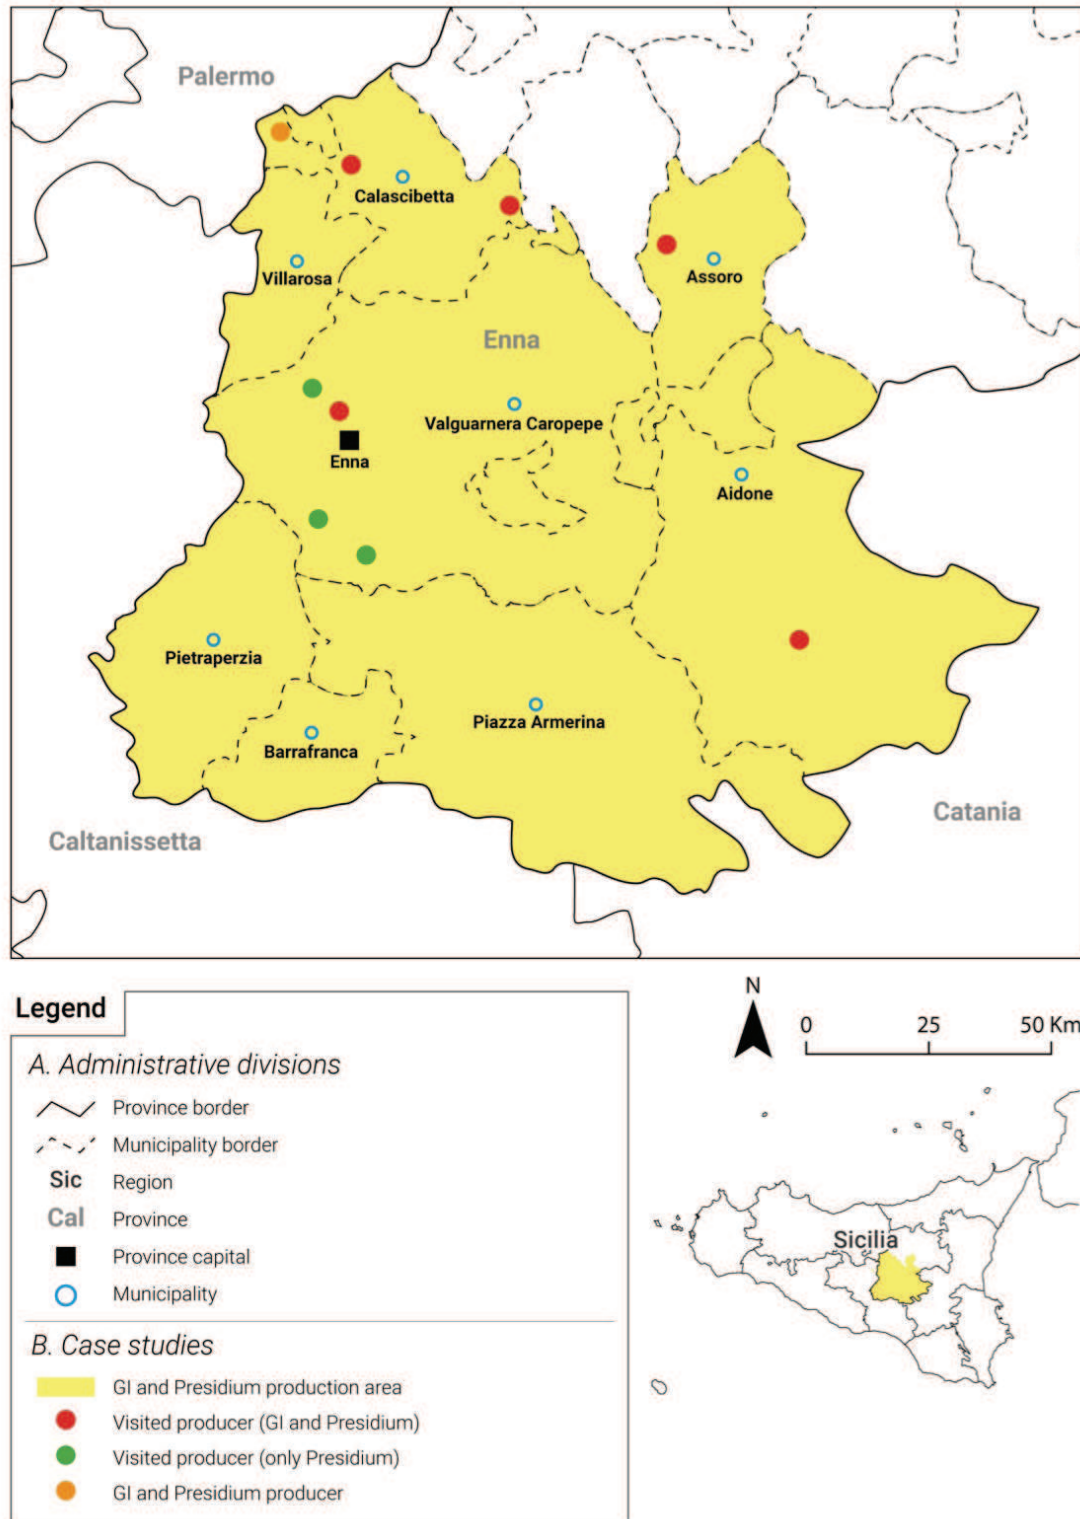 Palermo
Calascibetta
Villarosa
Assoro
Enna
Valguarnera Caropepe
Enna
Aidone
Pietraperzia
Piazza Armerina
Barrafranca
Catania
Caltanissetta
Legend
A. Administrative divisions
Province border
Municipality border
Sic Region
Cal Province
Province capital
Municipality
B. Case studies
GI and Presidium production area
Visited producer (GI and Presidium)
Visited producer (only Presidium)
GI and Presidium producer
N
0 25 50 Km
Sicilia